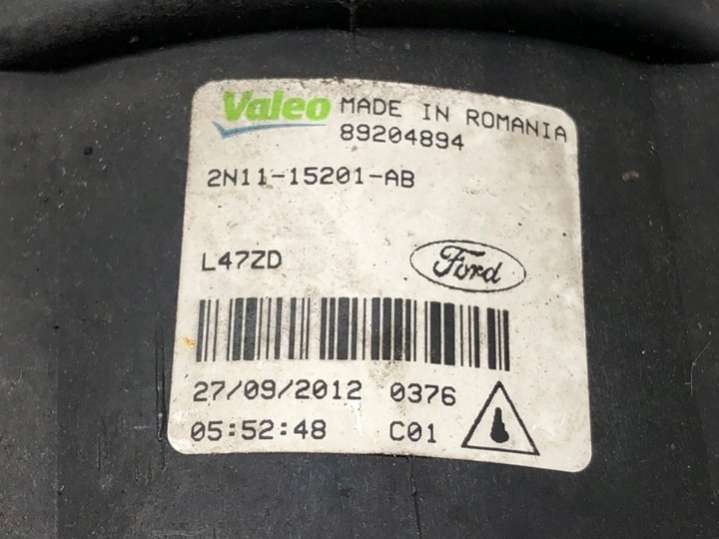 Valeo MADE IN ROMANIA
89204894
2N11-15201-AB
L47ZD
Ford
27/09/2012 0376
05:52:48 C01